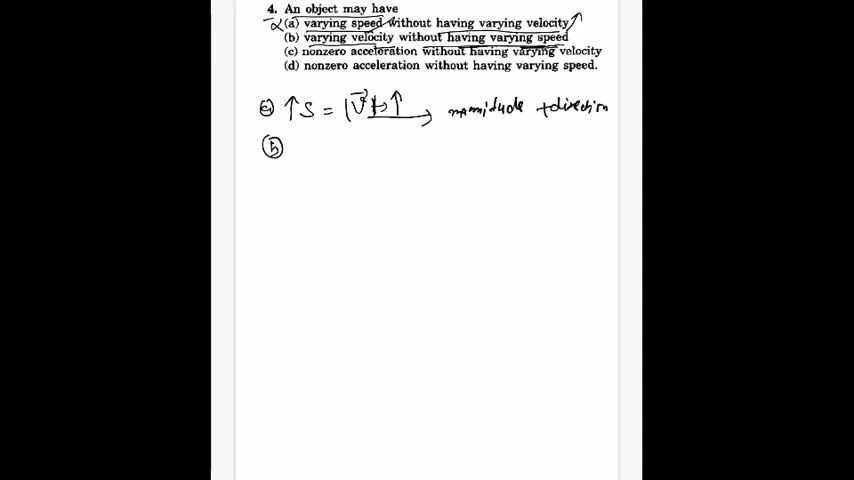 4. An object may have
(a) varying speed without having varying velocity
(b) varying velocity without having varying speed
(c) nonzero acceleration without having varying velocity
(d) nonzero acceleration without having varying speed.
ⓐ ↑S = |V⃗| → ↑ → magnitude + direction
ⓑ